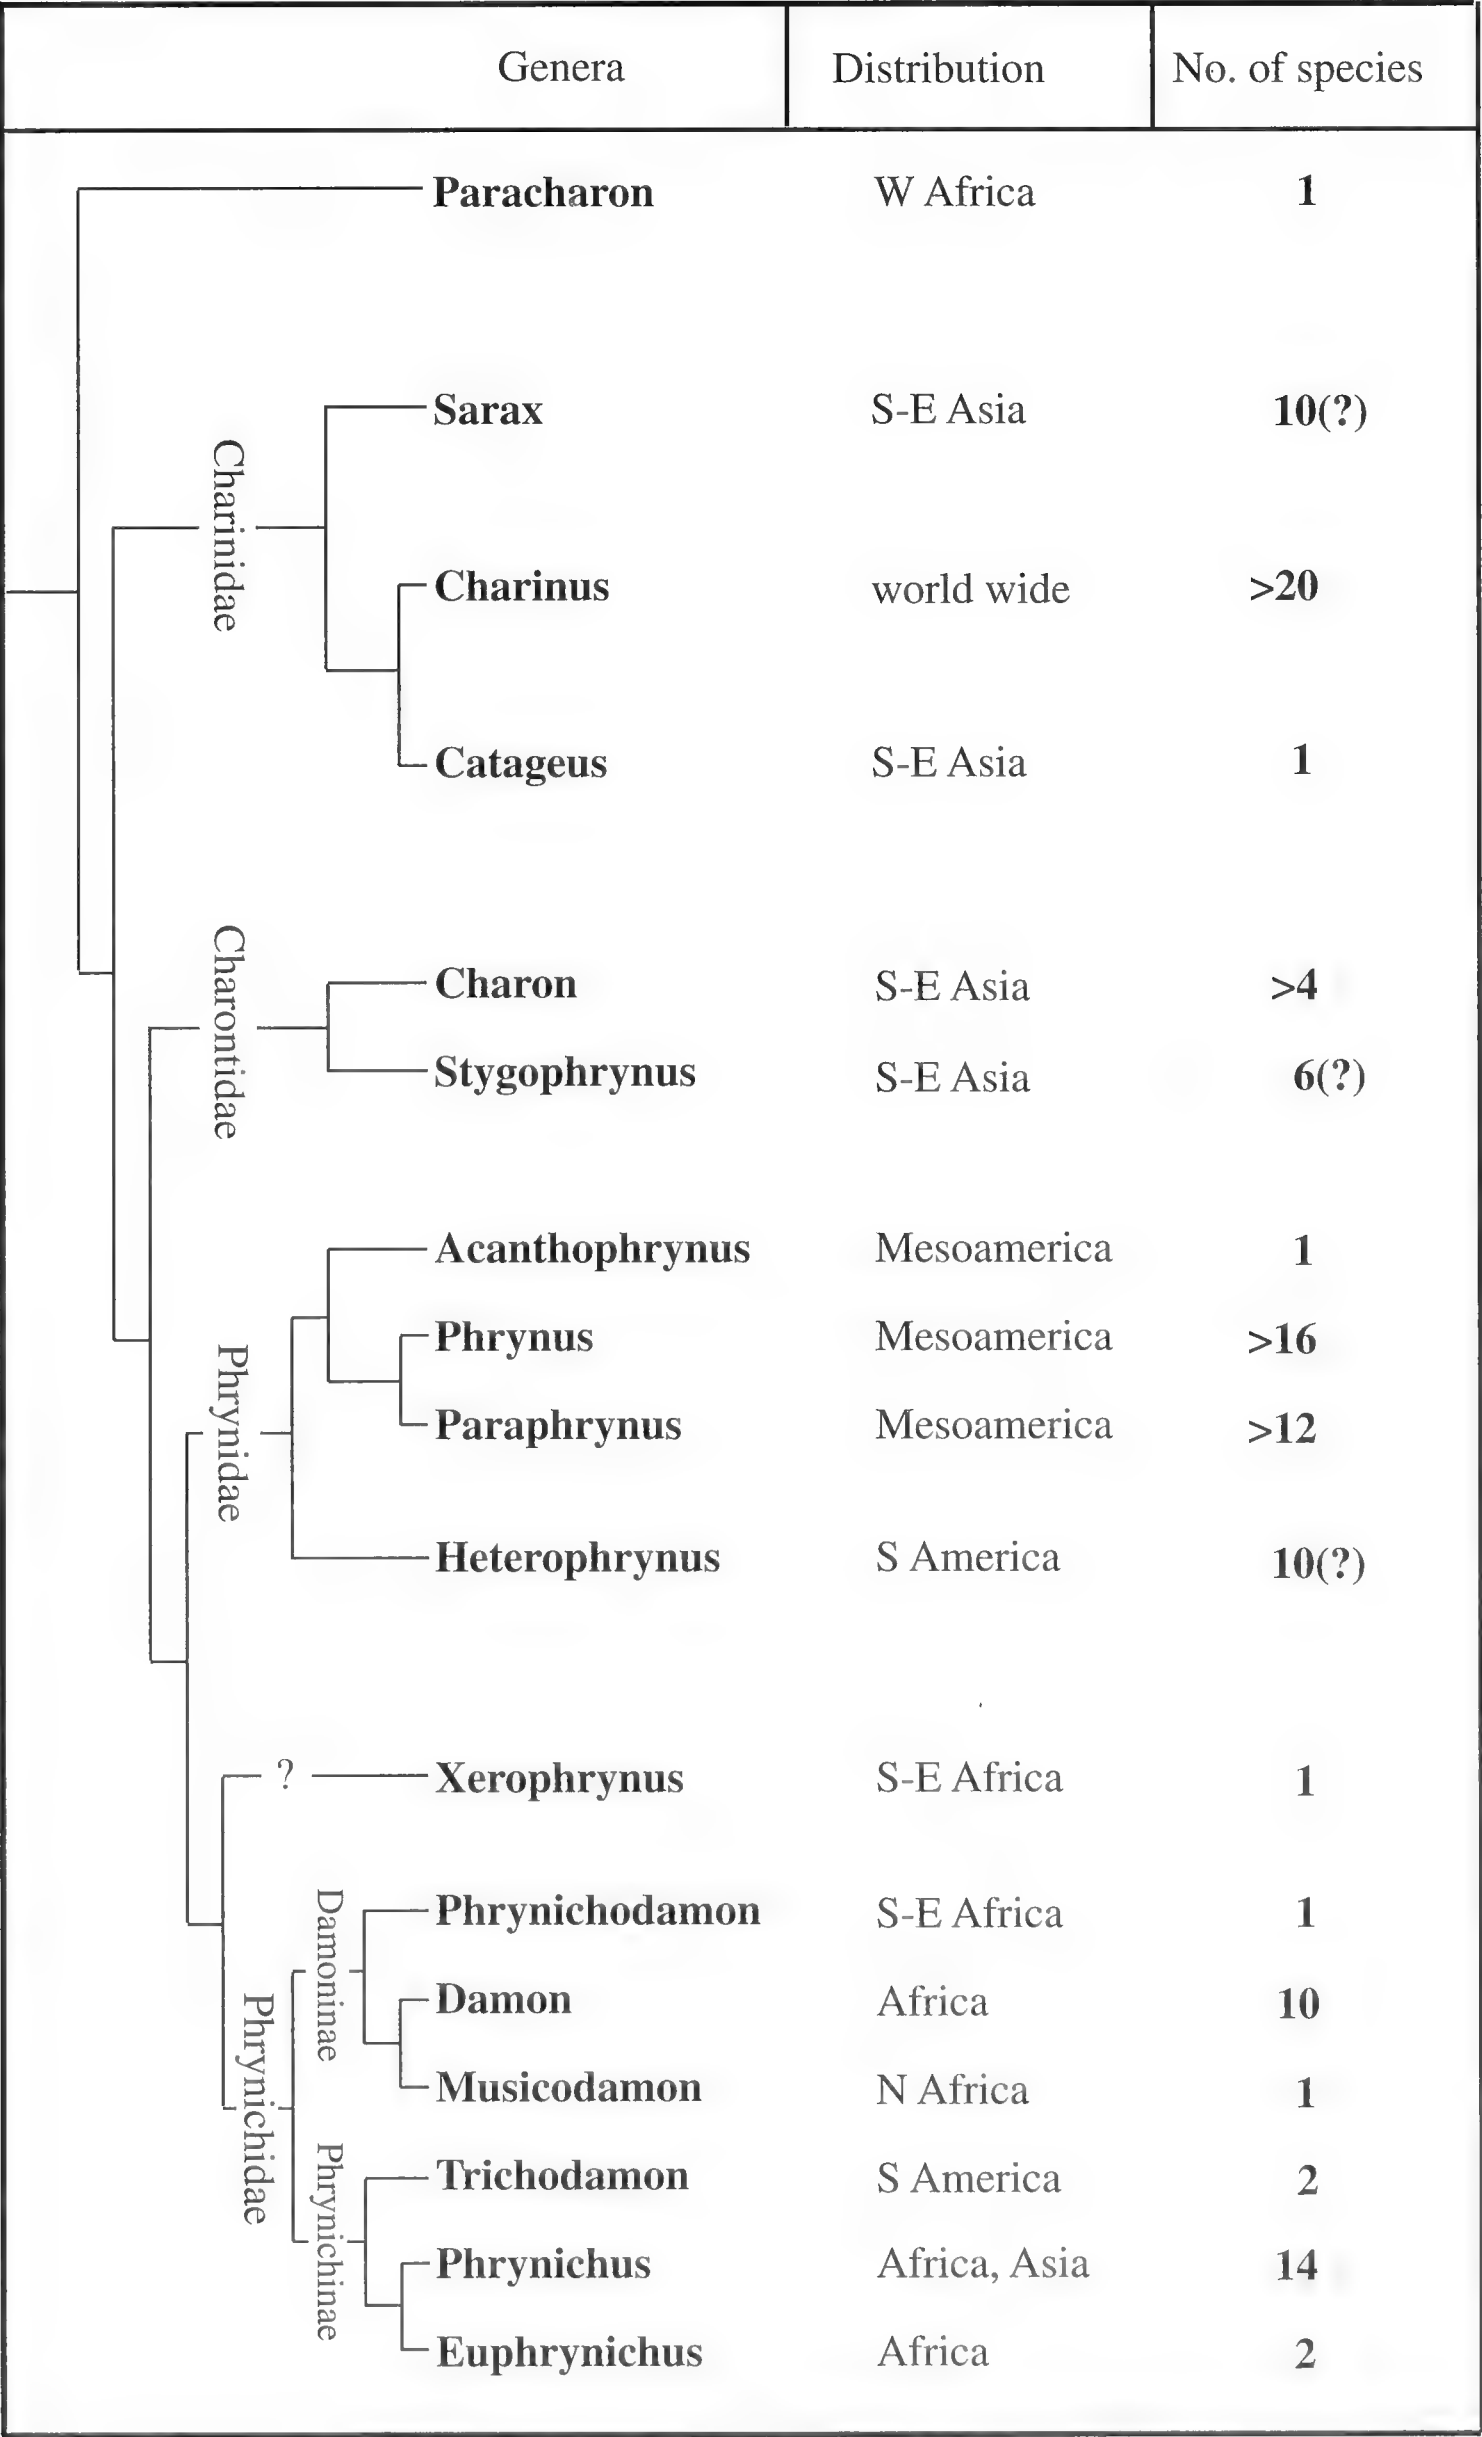 Genera Distribution No. of species
Paracharon W Africa 1
Charinidae
Sarax S-E Asia 10(?)
Charinus world wide >20
Catageus S-E Asia 1
Charontidae
Charon S-E Asia >4
Stygophrynus S-E Asia 6(?)
Phrynidae
Acanthophrynus Mesoamerica 1
Phrynus Mesoamerica >16
Paraphrynus Mesoamerica >12
Heterophrynus S America 10(?)
? Xerophrynus S-E Africa 1
Phrynichidae
Damoninae
Phrynichodamon S-E Africa 1
Damon Africa 10
Musicodamon N Africa 1
Phrynichinae
Trichodamon S America 2
Phrynichus Africa, Asia 14
Euphrynichus Africa 2